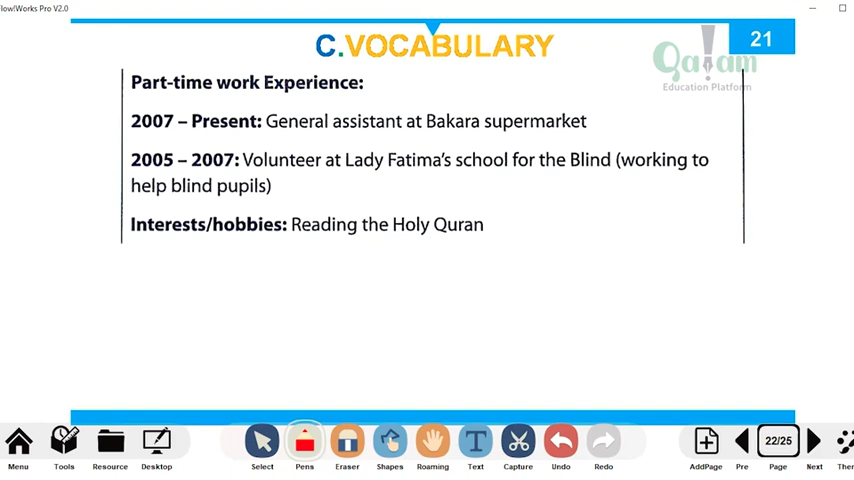 Flow!Works Pro V2.0
C.VOCABULARY
21
Qalam
Education Platform
Part-time work Experience:
2007 – Present: General assistant at Bakara supermarket
2005 – 2007: Volunteer at Lady Fatima's school for the Blind (working to
help blind pupils)
Interests/hobbies: Reading the Holy Quran
Menu
Tools
Resource
Desktop
Select
Pens
Eraser
Shapes
Roaming
Text
Capture
Undo
Redo
AddPage
Pre
22/25
Page
Next
Ther